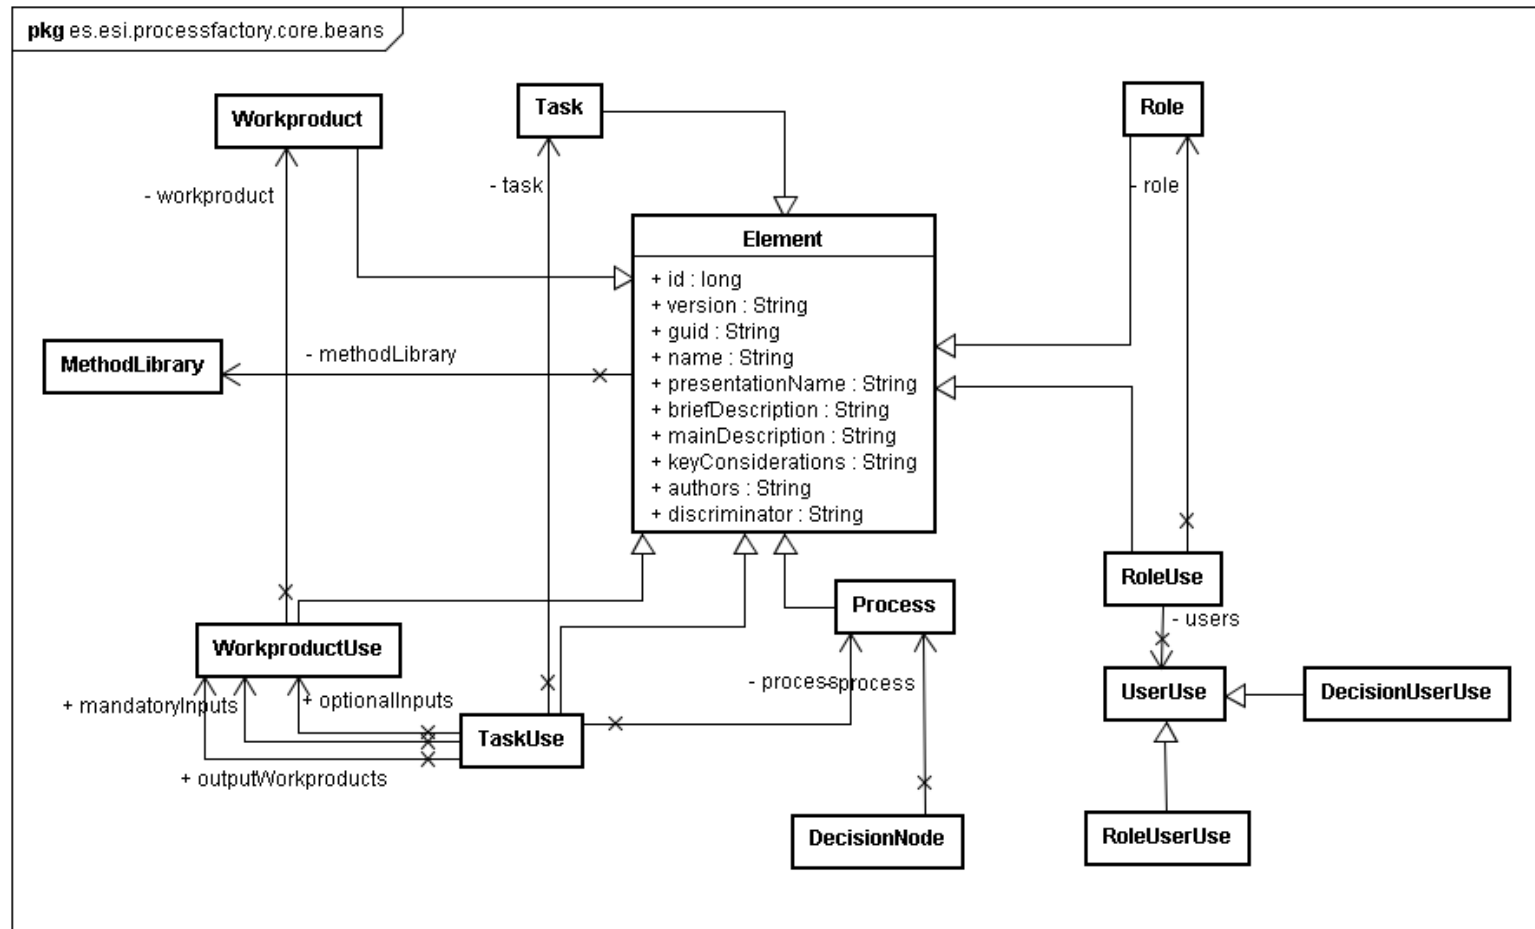 pkg es.esi.processfactory.core.beans
Workproduct
Task
Role
- workproduct
- task
- role
Element
+ id : long
+ version : String
+ guid : String
+ name : String
+ presentationName : String
+ briefDescription : String
+ mainDescription : String
+ keyConsiderations : String
+ authors : String
+ discriminator : String
MethodLibrary
- methodLibrary
RoleUse
Process
- users
WorkproductUse
- process
- process
UserUse
DecisionUserUse
+ mandatoryInputs
+ optionalInputs
TaskUse
+ outputWorkproducts
DecisionNode
RoleUserUse